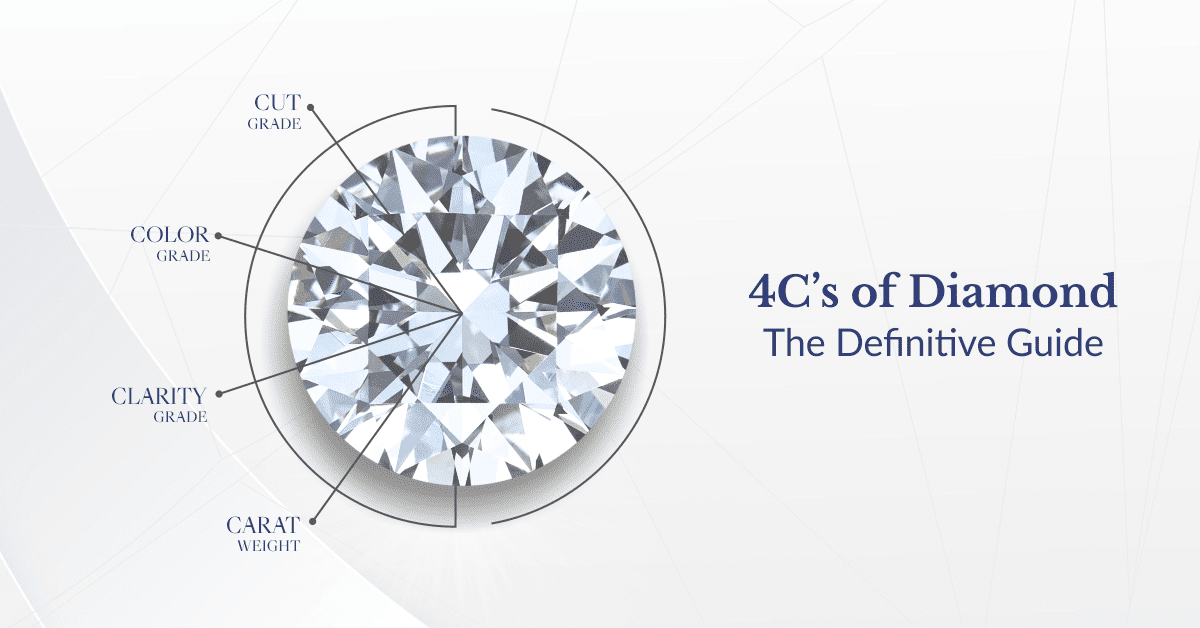 CUT
GRADE
COLOR
GRADE
CLARITY
GRADE
CARAT
WEIGHT
4C’s of Diamond
The Definitive Guide